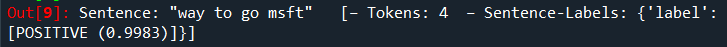 Out[9]: Sentence: "way to go msft"   [− Tokens: 4  − Sentence-Labels: {'label':
[POSITIVE (0.9983)]}]